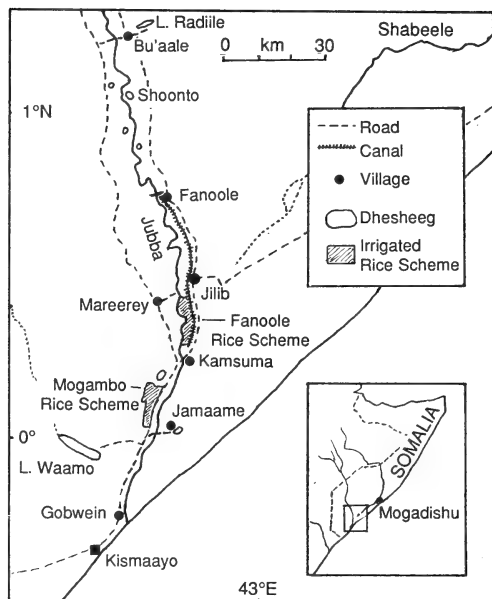 L. Radiile
Bu'aale
0 km 30
Shabeele
Shoonto
1°N
Road
Canal
Village
Dhesheeg
Irrigated
Rice Scheme
Fanoole
Jubba
Jilib
Mareerey
Fanoole
Rice Scheme
Kamsuma
Mogambo
Rice Scheme
Jamaame
0°
L. Waamo
SOMALIA
Mogadishu
Gobwein
Kismaayo
43°E